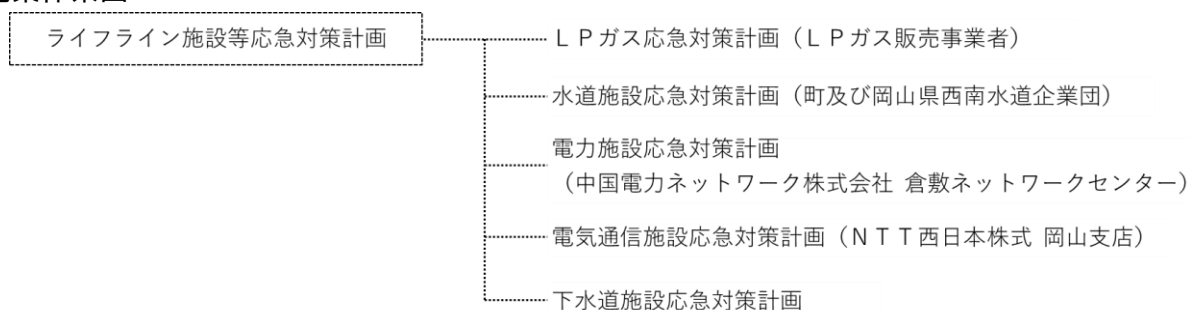 ライフライン施設等応急対策計画
ＬＰガス応急対策計画（ＬＰガス販売事業者）
水道施設応急対策計画（町及び岡山県西南水道企業団）
電力施設応急対策計画
（中国電力ネットワーク株式会社 倉敷ネットワークセンター）
電気通信施設応急対策計画（ＮＴＴ西日本株式 岡山支店）
下水道施設応急対策計画